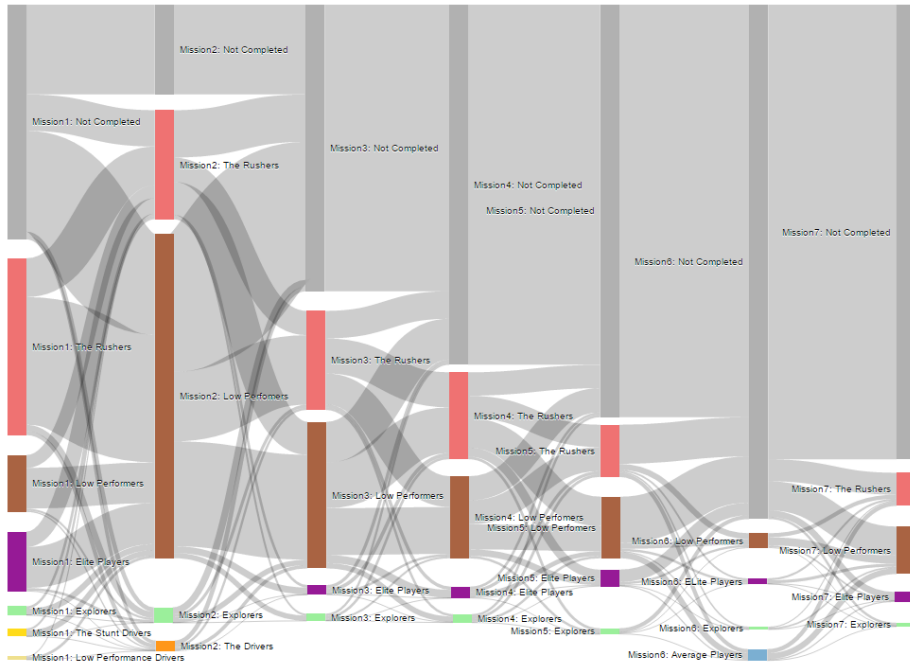 Mission1: Not Completed
Mission1: The Rushers
Mission1: Low Performers
Mission1: Elite Players
Mission1: Explorers
Mission1: The Stunt Drivers
Mission1: Low Performance Drivers
Mission2: Not Completed
Mission2: The Rushers
Mission2: Low Perfomers
Mission2: Explorers
Mission2: The Drivers
Mission3: Not Completed
Mission3: The Rushers
Mission3: Low Performers
Mission3: Elite Players
Mission3: Explorers
Mission4: Not Completed
Mission4: The Rushers
Mission4: Low Perfomers
Mission4: Elite Players
Mission4: Explorers
Mission5: Not Completed
Mission5: The Rushers
Mission5: Low Perfomers
Mission5: Elite Players
Mission5: Explorers
Mission6: Not Completed
Mission6: Low Performers
Mission6: ELite Players
Mission6: Explorers
Mission6: Average Players
Mission7: Not Completed
Mission7: The Rushers
Mission7: Low Performers
Mission7: Elite Players
Mission7: Explorers